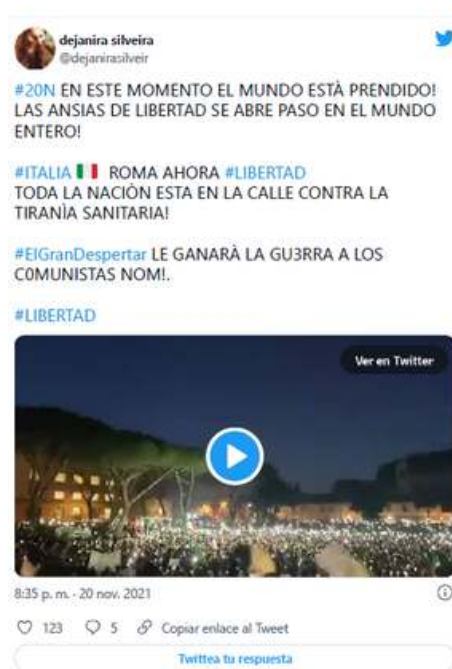 dejanira silveira
@dejanirasilveir
#20N EN ESTE MOMENTO EL MUNDO ESTÀ PRENDIDO!
LAS ANSIAS DE LIBERTAD SE ABRE PASO EN EL MUNDO
ENTERO!
#ITALIA 🇮🇹 ROMA AHORA #LIBERTAD
TODA LA NACIÒN ESTA EN LA CALLE CONTRA LA
TIRANÌA SANITARIA!
#ElGranDespertar LE GANARÀ LA GU3RRA A LOS
C0MUNISTAS NOM!.
#LIBERTAD
Ver en Twitter
8:35 p. m. · 20 nov. 2021
123 5 Copiar enlace al Tweet
Twittea tu respuesta